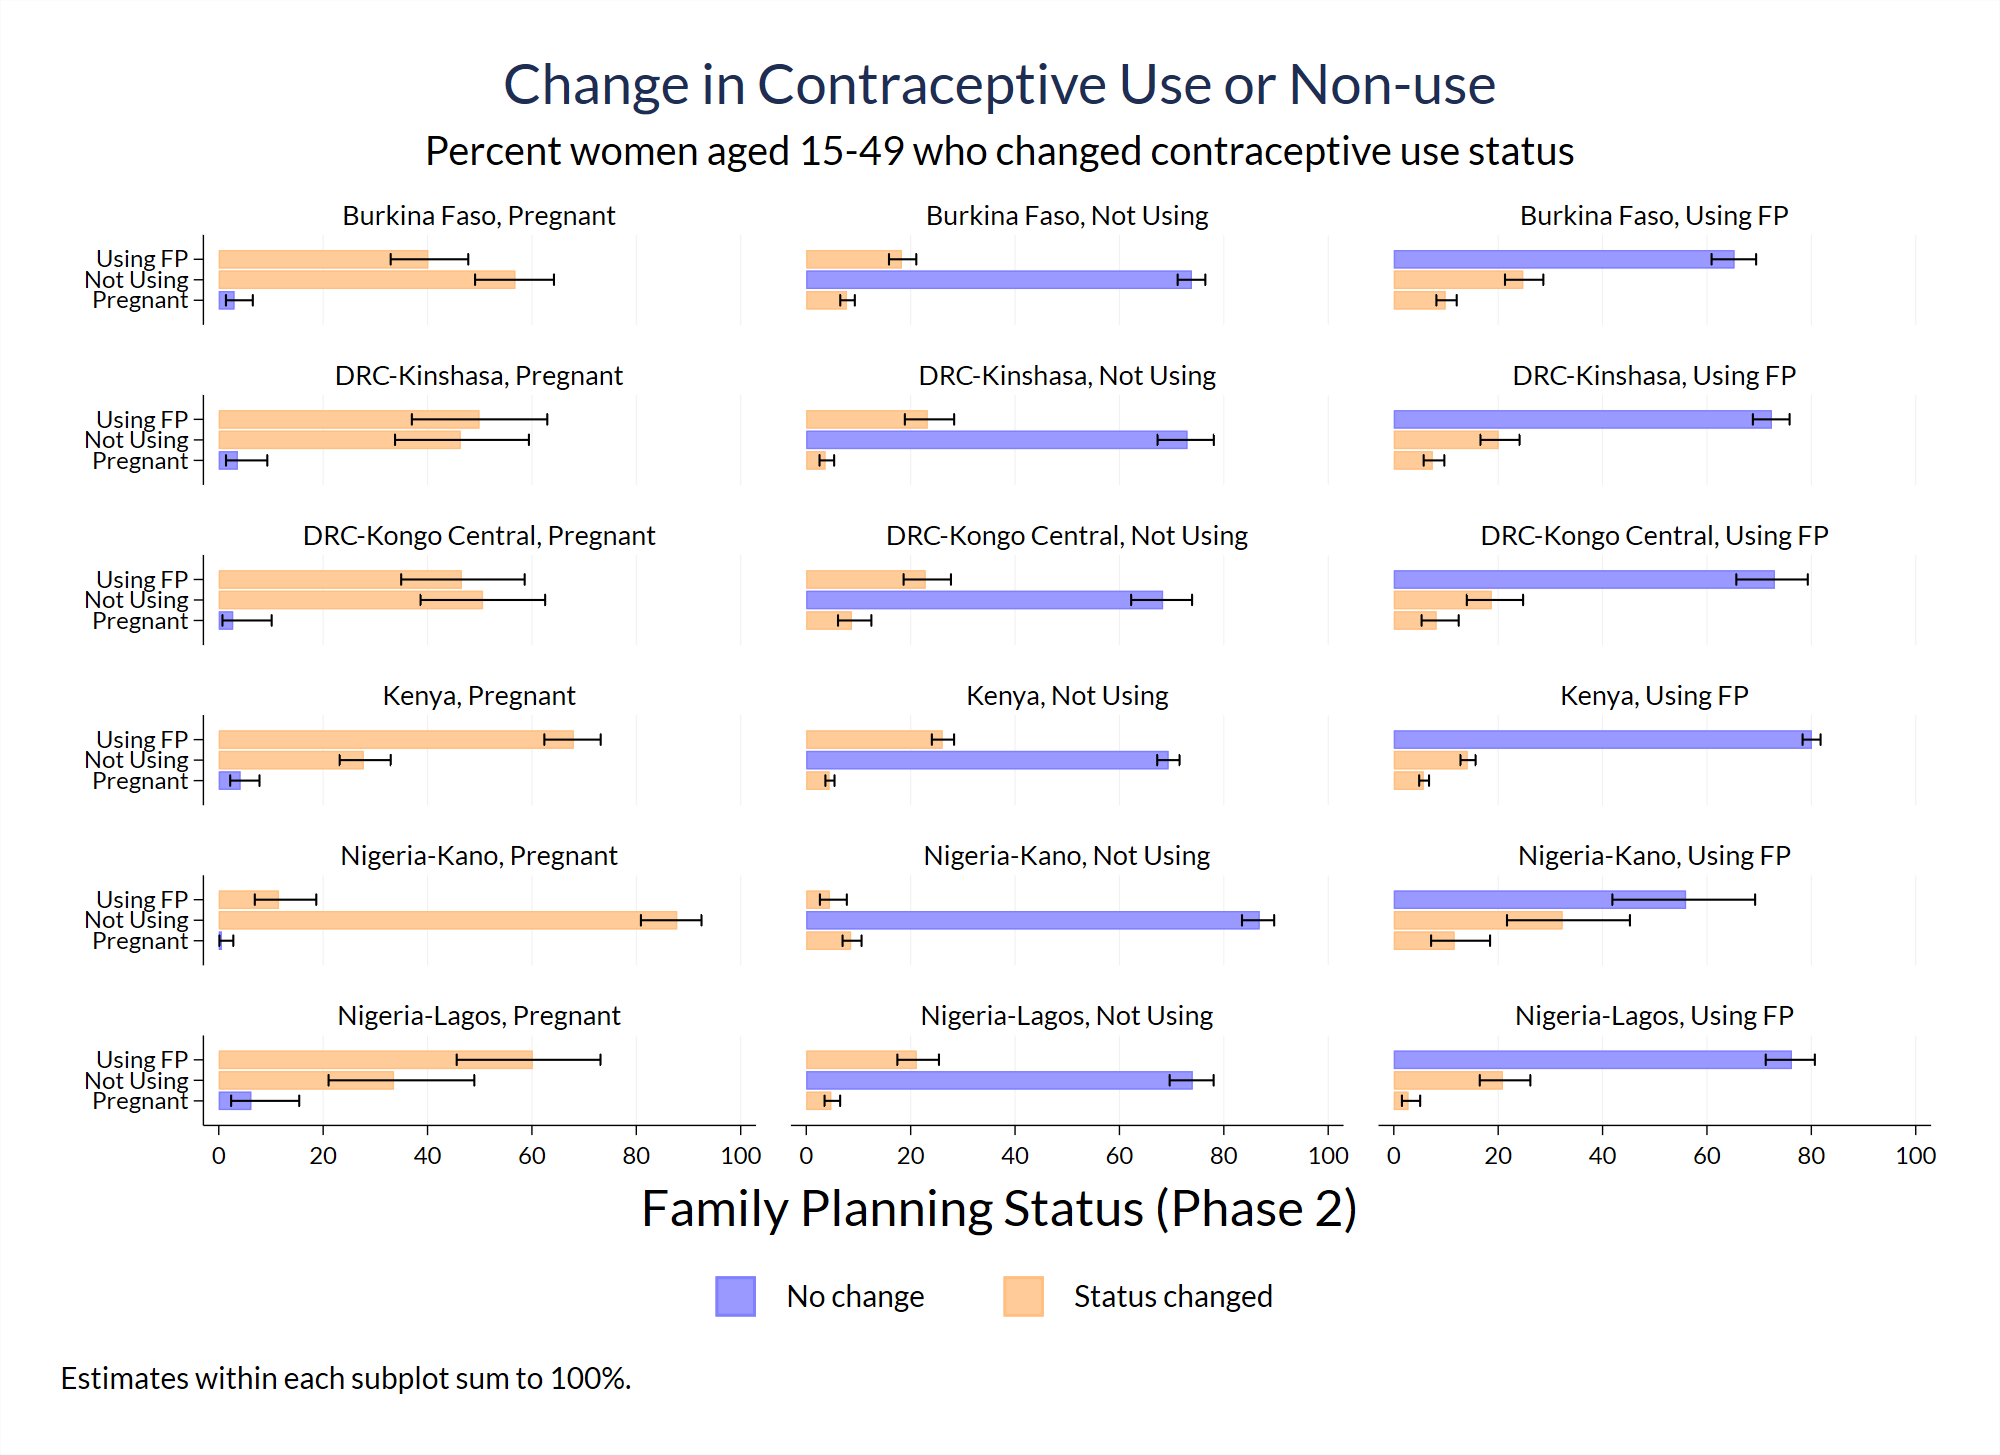 Change in Contraceptive Use or Non-use
Percent women aged 15-49 who changed contraceptive use status
Burkina Faso, Pregnant
Burkina Faso, Not Using
Burkina Faso, Using FP
Using FP
Not Using
Pregnant
DRC-Kinshasa, Pregnant
DRC-Kinshasa, Not Using
DRC-Kinshasa, Using FP
Using FP
Not Using
Pregnant
DRC-Kongo Central, Pregnant
DRC-Kongo Central, Not Using
DRC-Kongo Central, Using FP
Using FP
Not Using
Pregnant
Kenya, Pregnant
Kenya, Not Using
Kenya, Using FP
Using FP
Not Using
Pregnant
Nigeria-Kano, Pregnant
Nigeria-Kano, Not Using
Nigeria-Kano, Using FP
Using FP
Not Using
Pregnant
Nigeria-Lagos, Pregnant
Nigeria-Lagos, Not Using
Nigeria-Lagos, Using FP
Using FP
Not Using
Pregnant
0 20 40 60 80 100
0 20 40 60 80 100
0 20 40 60 80 100
Family Planning Status (Phase 2)
No change
Status changed
Estimates within each subplot sum to 100%.